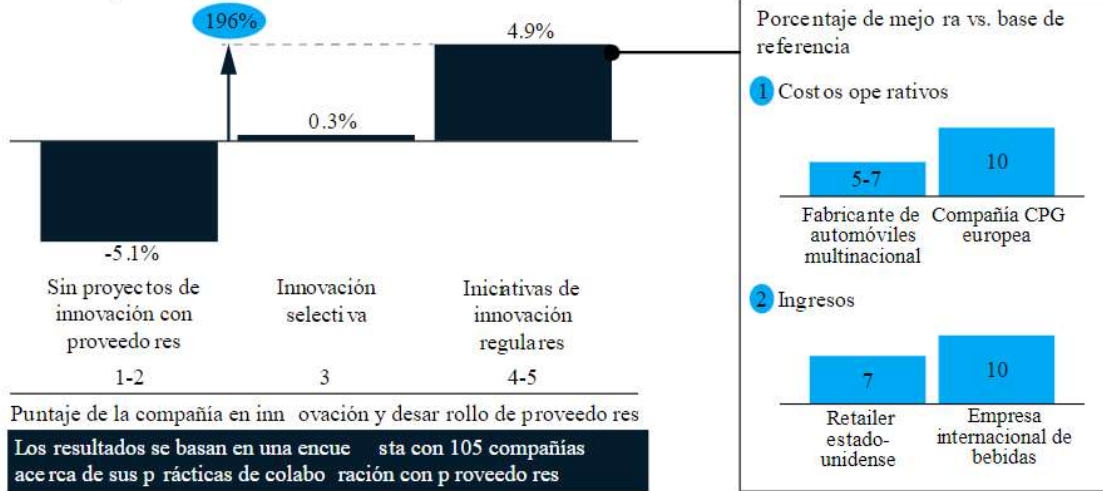 196%
4.9%
0.3%
-5.1%
Sin proyectos de
innovación con
proveedo res
Innovación
selecti va
Iniciativas de
innovación
regula res
1-2
3
4-5
Puntaje de la compañía en inn ovación y desar rollo de proveedo res
Los resultados se basan en una encue sta con 105 compañías
ace rca de sus p rácticas de colabo ración con p roveedo res
Porcentaje de mejo ra vs. base de
referencia
1 Costos ope rativos
5-7
10
Fabricante de
automóviles
multinacional
Compañía CPG
europea
2 Ingresos
7
10
Retailer
estado-
unidense
Empresa
internacional de
bebidas